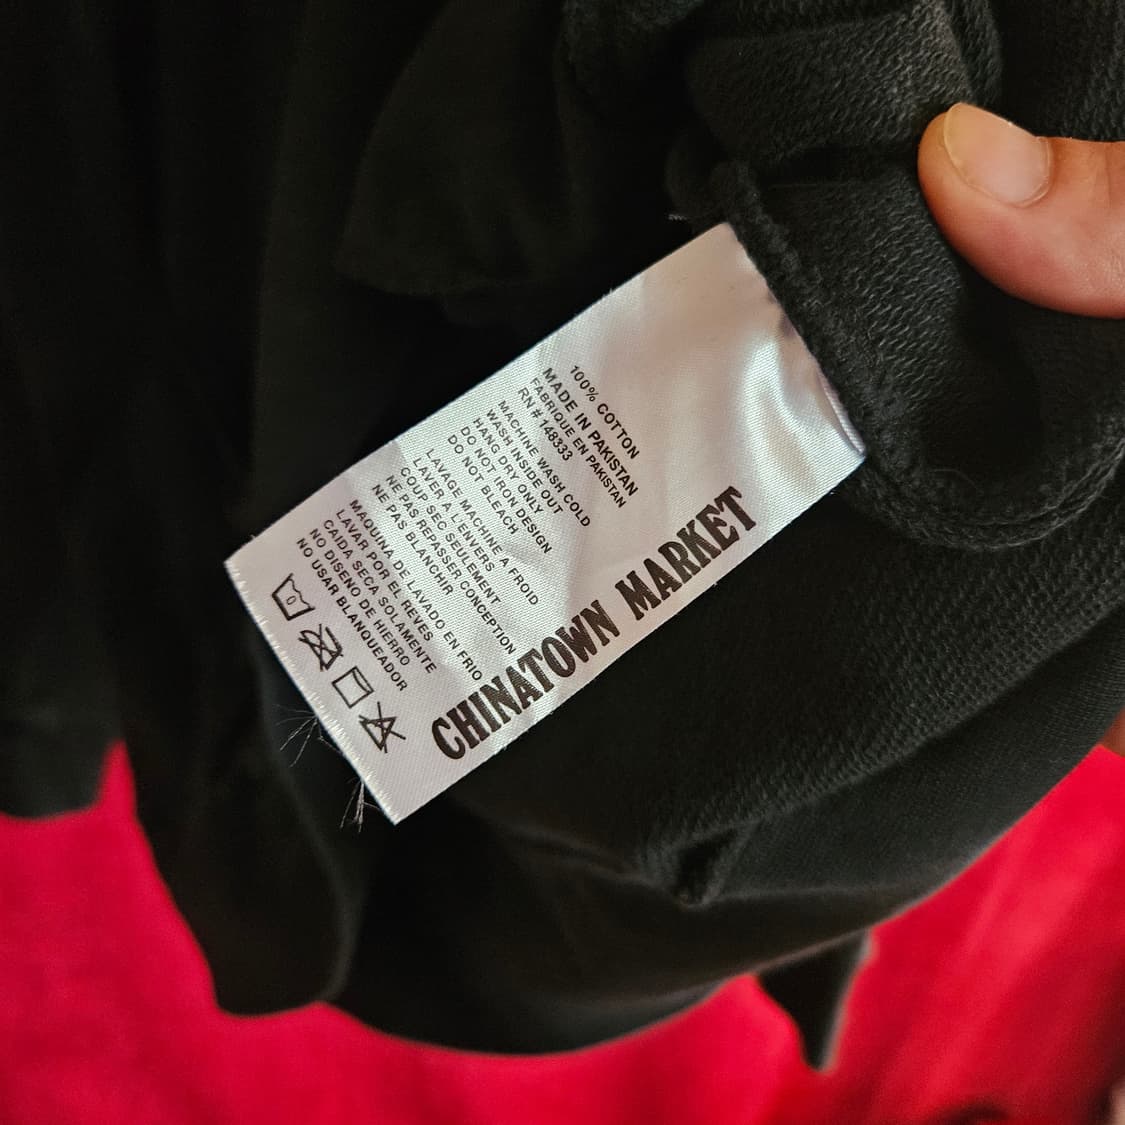 100% COTTON
MADE IN PAKISTAN
FABRIQUE EN PAKISTAN
RN # 148333
MACHINE WASH COLD
WASH INSIDE OUT
HANG DRY ONLY
DO NOT IRON DESIGN
DO NOT BLEACH
LAVAGE MACHINE A FROID
LAVER A L'ENVERS
COUP SEC SEULEMENT
NE PAS REPASSER CONCEPTION
NE PAS BLANCHIR
MAQUINA DE LAVADO EN FRIO
LAVAR POR EL REVES
CAIDA SECA SOLAMENTE
NO DISENO DE HIERRO
NO USAR BLANQUEADOR
CHINATOWN MARKET